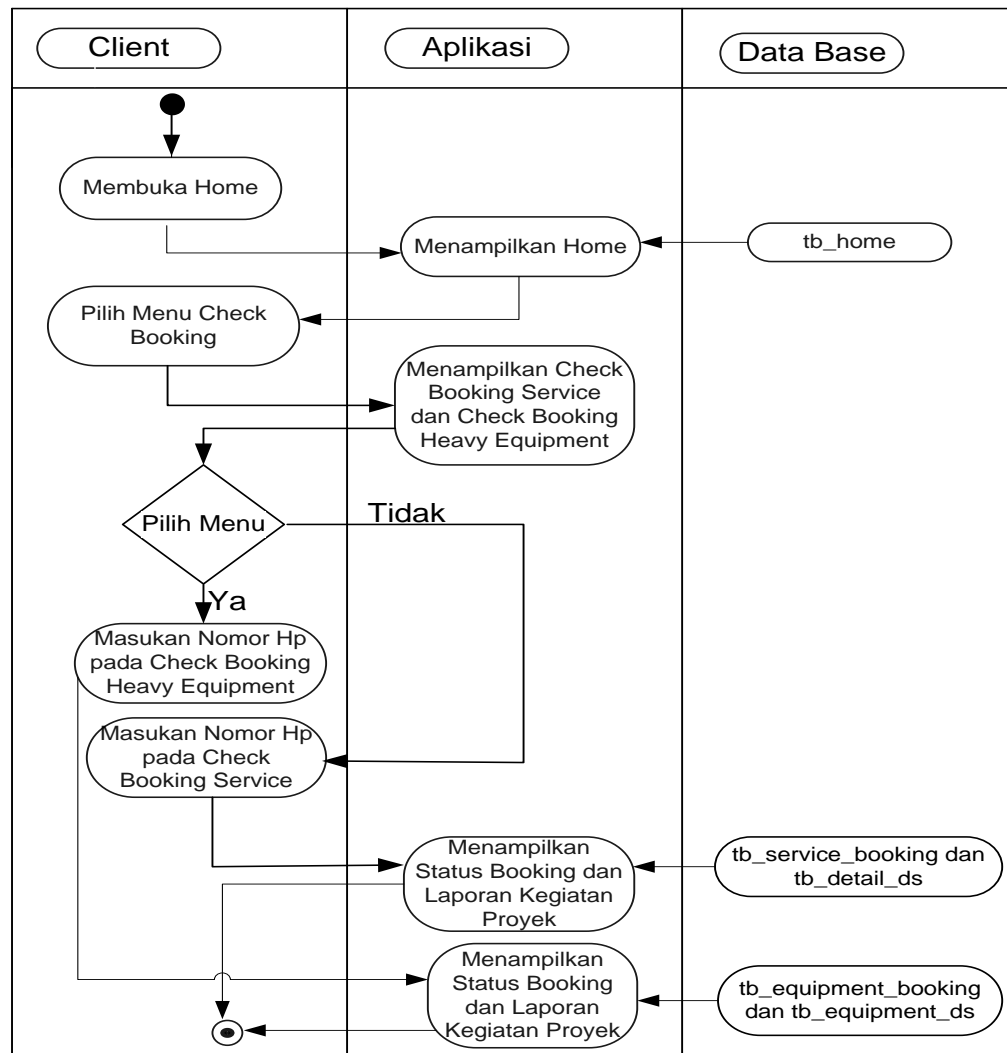 Client
Aplikasi
Data Base
Membuka Home
Menampilkan Home
tb_home
Pilih Menu Check
Booking
Menampilkan Check
Booking Service
dan Check Booking
Heavy Equipment
Pilih Menu
Tidak
Ya
Masukan Nomor Hp
pada Check Booking
Heavy Equipment
Masukan Nomor Hp
pada Check
Booking Service
Menampilkan
Status Booking dan
Laporan Kegiatan
Proyek
tb_service_booking dan
tb_detail_ds
Menampilkan
Status Booking
dan Laporan
Kegiatan Proyek
tb_equipment_booking
dan tb_equipment_ds